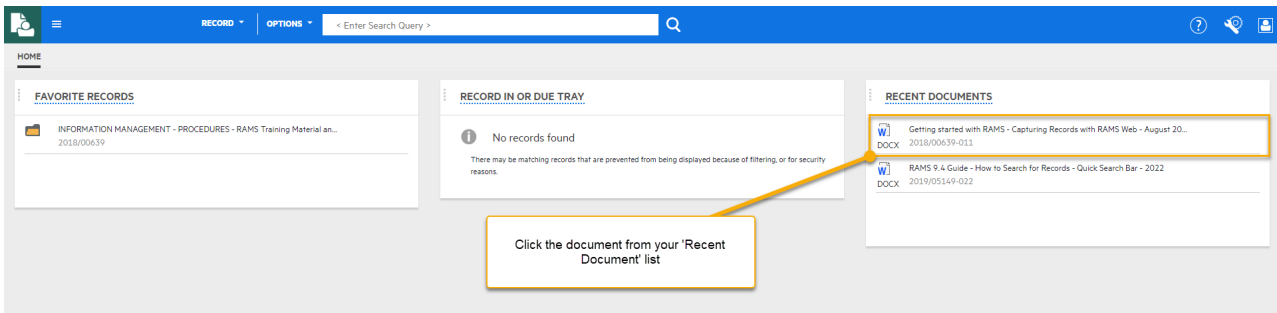 RECORD
OPTIONS
< Enter Search Query >
HOME
FAVORITE RECORDS
INFORMATION MANAGEMENT - PROCEDURES - RAMS Training Material an...
2018/00639
RECORD IN OR DUE TRAY
No records found
There may be matching records that are prevented from being displayed because of filtering, or for security
reasons.
RECENT DOCUMENTS
Getting started with RAMS - Capturing Records with RAMS Web - August 20...
DOCX 2018/00639-011
RAMS 9.4 Guide - How to Search for Records - Quick Search Bar - 2022
DOCX 2019/05149-022
Click the document from your 'Recent
Document' list